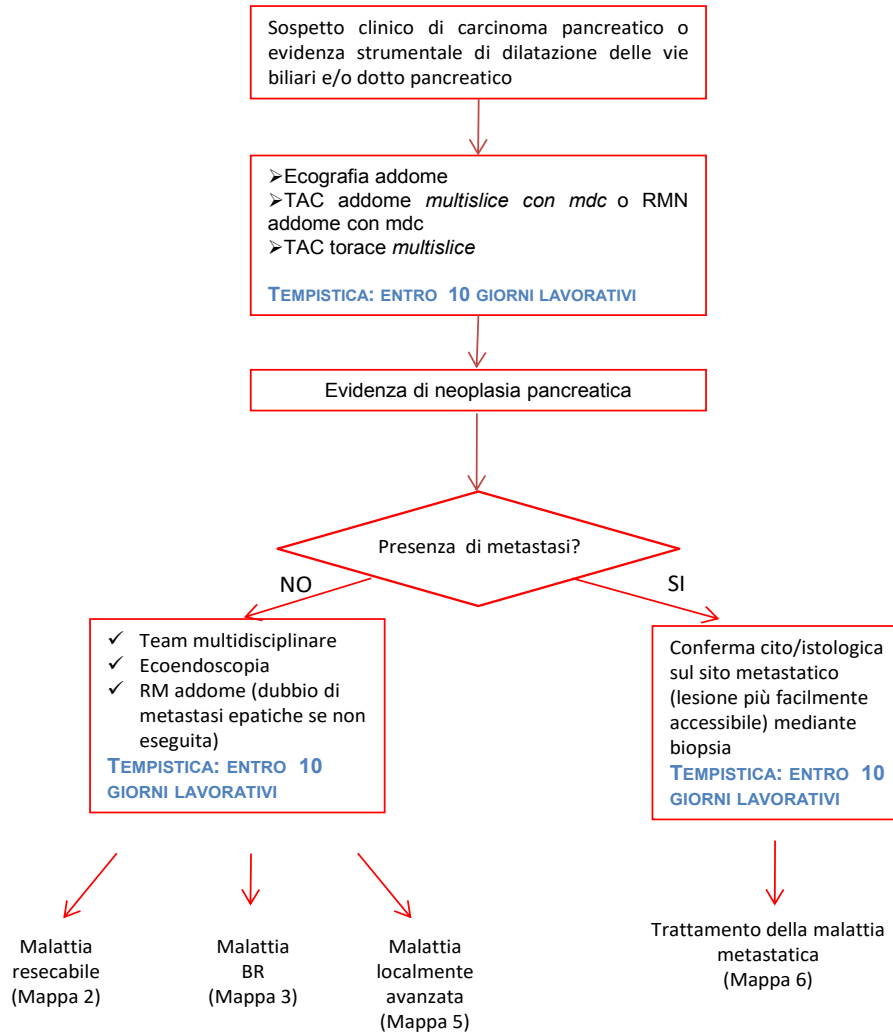 Sospetto clinico di carcinoma pancreatico o
evidenza strumentale di dilatazione delle vie
biliari e/o dotto pancreatico
➢Ecografia addome
➢TAC addome multislice con mdc o RMN
addome con mdc
➢TAC torace multislice
TEMPISTICA: ENTRO 10 GIORNI LAVORATIVI
Evidenza di neoplasia pancreatica
Presenza di metastasi?
NO
SI
✓ Team multidisciplinare
✓ Ecoendoscopia
✓ RM addome (dubbio di
metastasi epatiche se non
eseguita)
TEMPISTICA: ENTRO 10
GIORNI LAVORATIVI
Conferma cito/istologica
sul sito metastatico
(lesione più facilmente
accessibile) mediante
biopsia
TEMPISTICA: ENTRO 10
GIORNI LAVORATIVI
Malattia
resecabile
(Mappa 2)
Malattia
BR
(Mappa 3)
Malattia
localmente
avanzata
(Mappa 5)
Trattamento della malattia
metastatica
(Mappa 6)